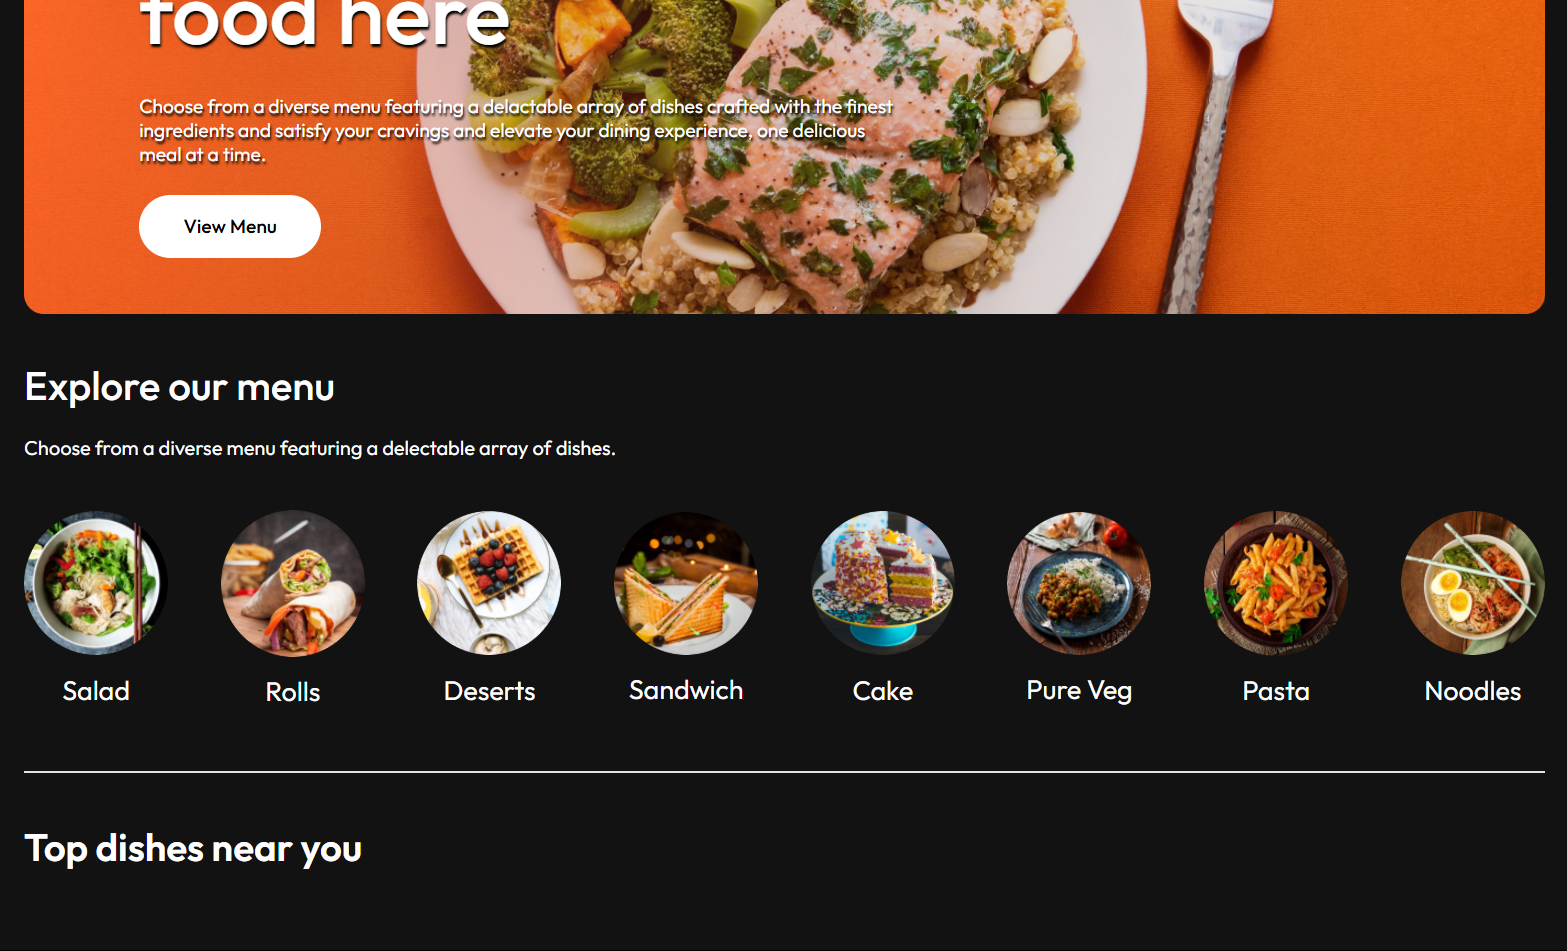 food here
Choose from a diverse menu featuring a delactable array of dishes crafted with the finest
ingredients and satisfy your cravings and elevate your dining experience, one delicious
meal at a time.
View Menu
Explore our menu
Choose from a diverse menu featuring a delectable array of dishes.
Salad
Rolls
Deserts
Sandwich
Cake
Pure Veg
Pasta
Noodles
Top dishes near you